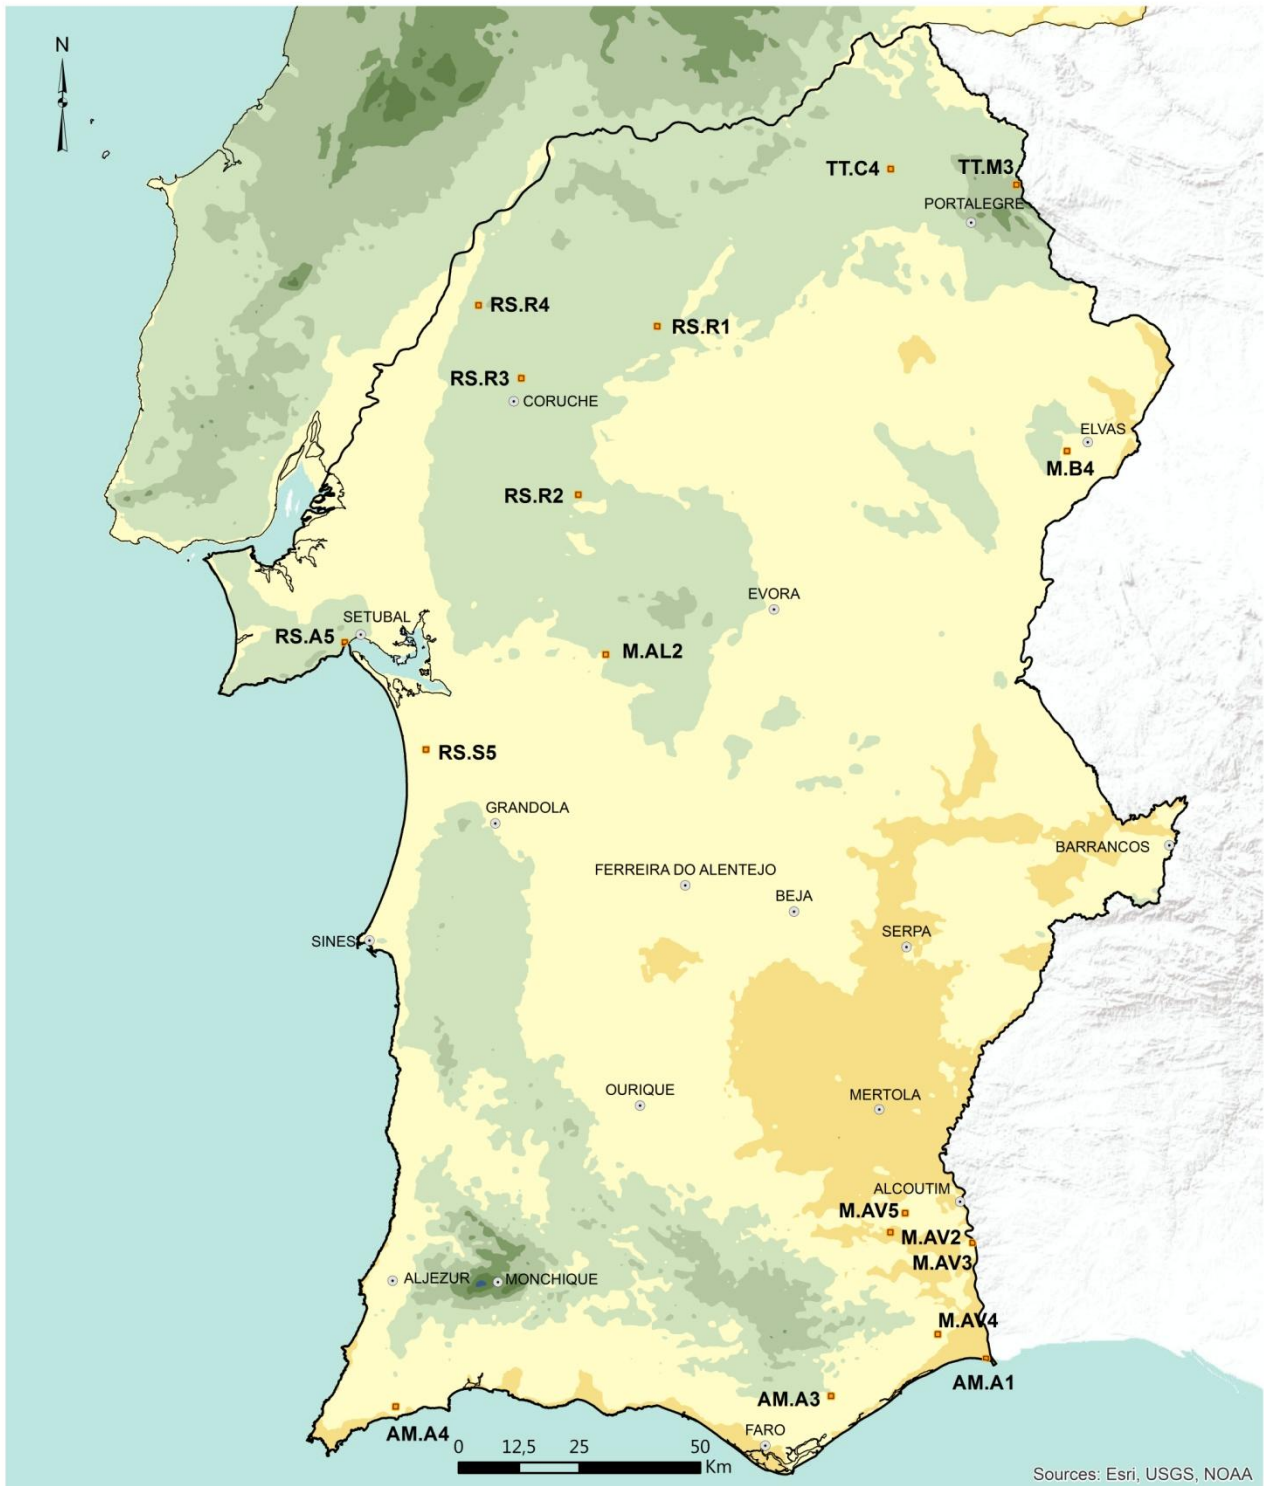 N
TT.C4
TT.M3
PORTALEGRE
RS.R4
RS.R1
RS.R3
CORUCHE
ELVAS
M.B4
RS.R2
EVORA
SETUBAL
RS.A5
M.AL2
RS.S5
GRANDOLA
BARRANCOS
FERREIRA DO ALENTEJO
BEJA
SERPA
SINES
OURIQUE
MERTOLA
ALCOUTIM
M.AV5
M.AV2
M.AV3
ALJEZUR
MONCHIQUE
M.AV4
AM.A1
AM.A3
AM.A4
FARO
0 12,5 25 50
Km
Sources: Esri, USGS, NOAA